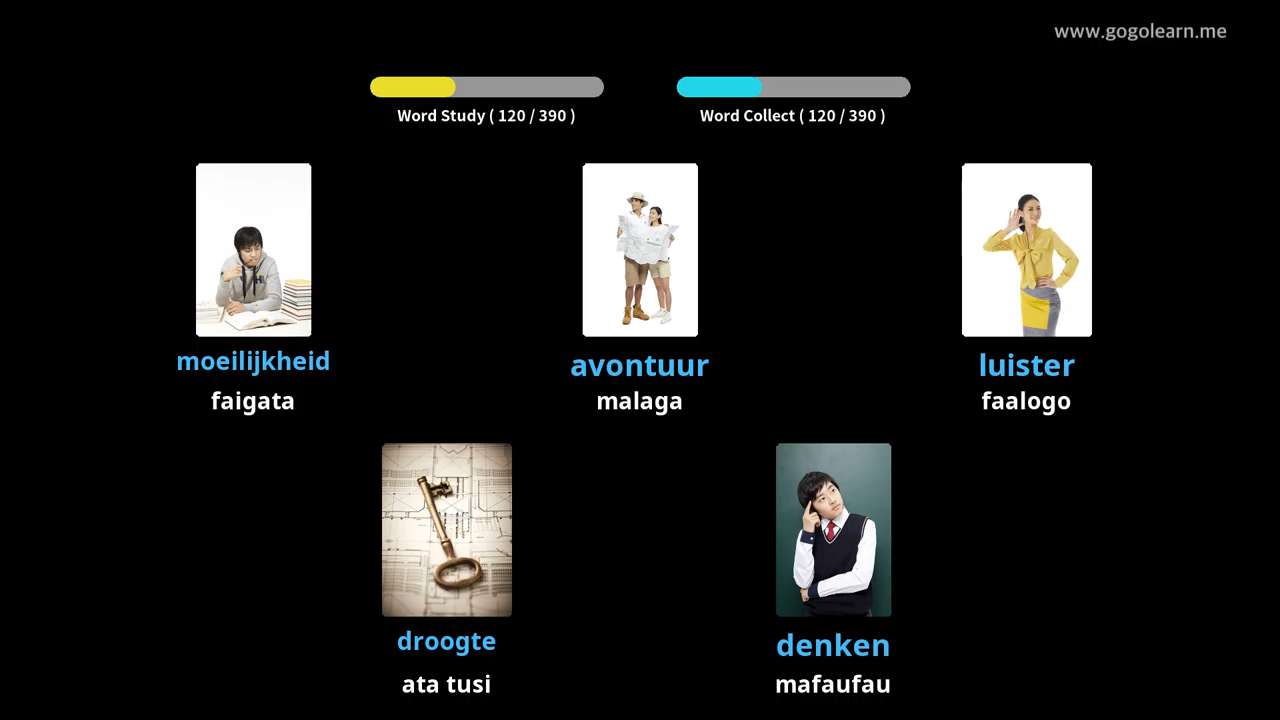 www.gogolearn.me
Word Study ( 120 / 390 )
Word Collect ( 120 / 390 )
moeilijkheid
faigata
avontuur
malaga
luister
faalogo
droogte
ata tusi
denken
mafaufau